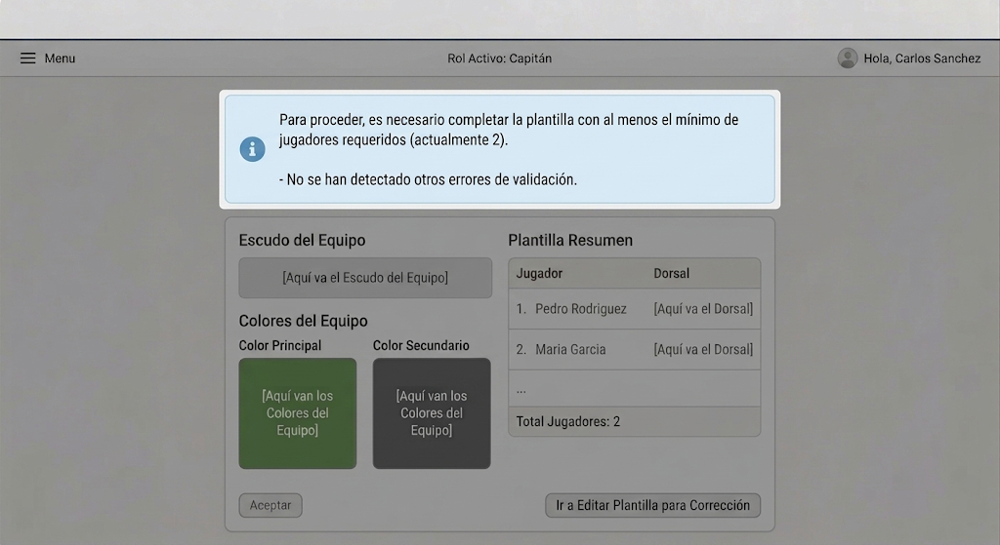 Menu
Rol Activo: Capitán
Hola, Carlos Sanchez
Para proceder, es necesario completar la plantilla con al menos el mínimo de
jugadores requeridos (actualmente 2).
- No se han detectado otros errores de validación.
Escudo del Equipo
[Aquí va el Escudo del Equipo]
Colores del Equipo
Color Principal
Color Secundario
[Aquí van los
Colores del
Equipo]
[Aquí van los
Colores del
Equipo]
Plantilla Resumen
Jugador Dorsal
1. Pedro Rodriguez [Aquí va el Dorsal]
2. Maria Garcia [Aquí va el Dorsal]
...
Total Jugadores: 2
Aceptar
Ir a Editar Plantilla para Corrección